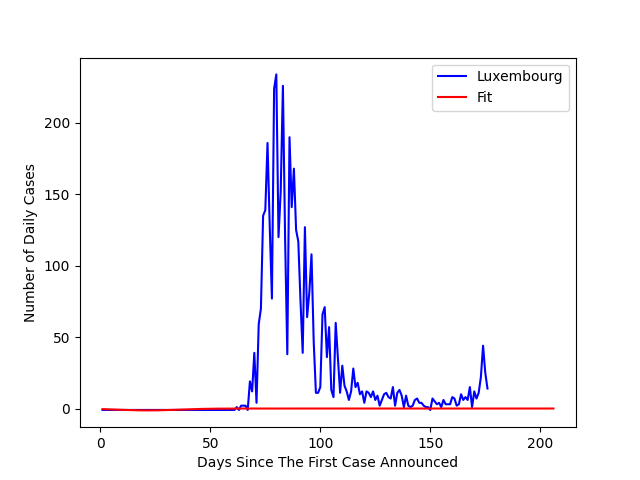 Luxembourg
Fit
Number of Daily Cases
200
150
100
50
0
0 50 100 150 200
Days Since The First Case Announced